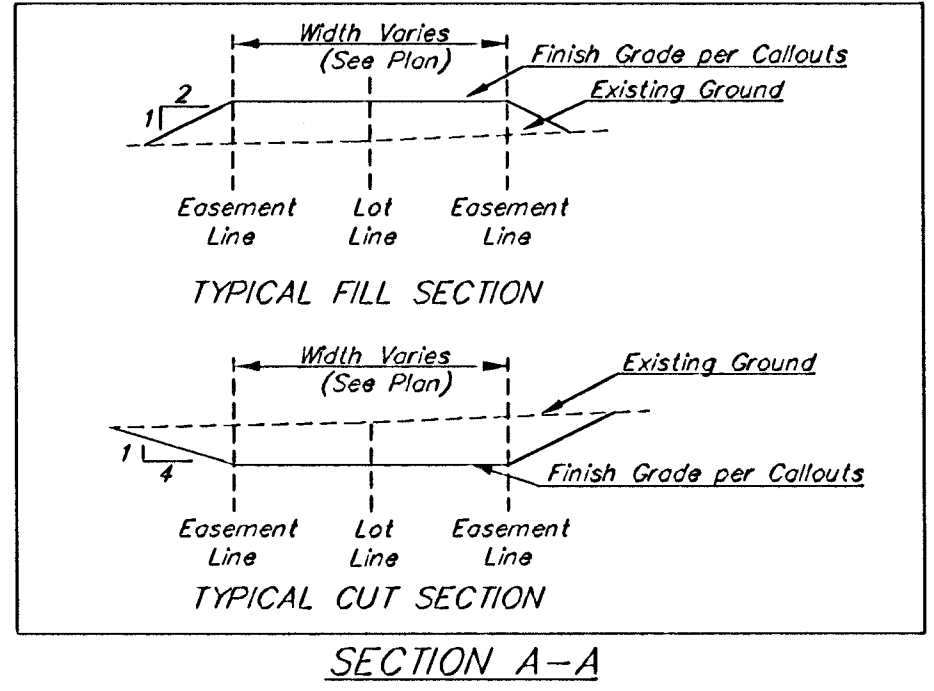 Width Varies
(See Plan)
Finish Grade per Callouts
Existing Ground
2
1
Easement Line
Lot Line
Easement Line
TYPICAL FILL SECTION
Width Varies
(See Plan)
Existing Ground
1
4
Finish Grade per Callouts
Easement Line
Lot Line
Easement Line
TYPICAL CUT SECTION
SECTION A-A